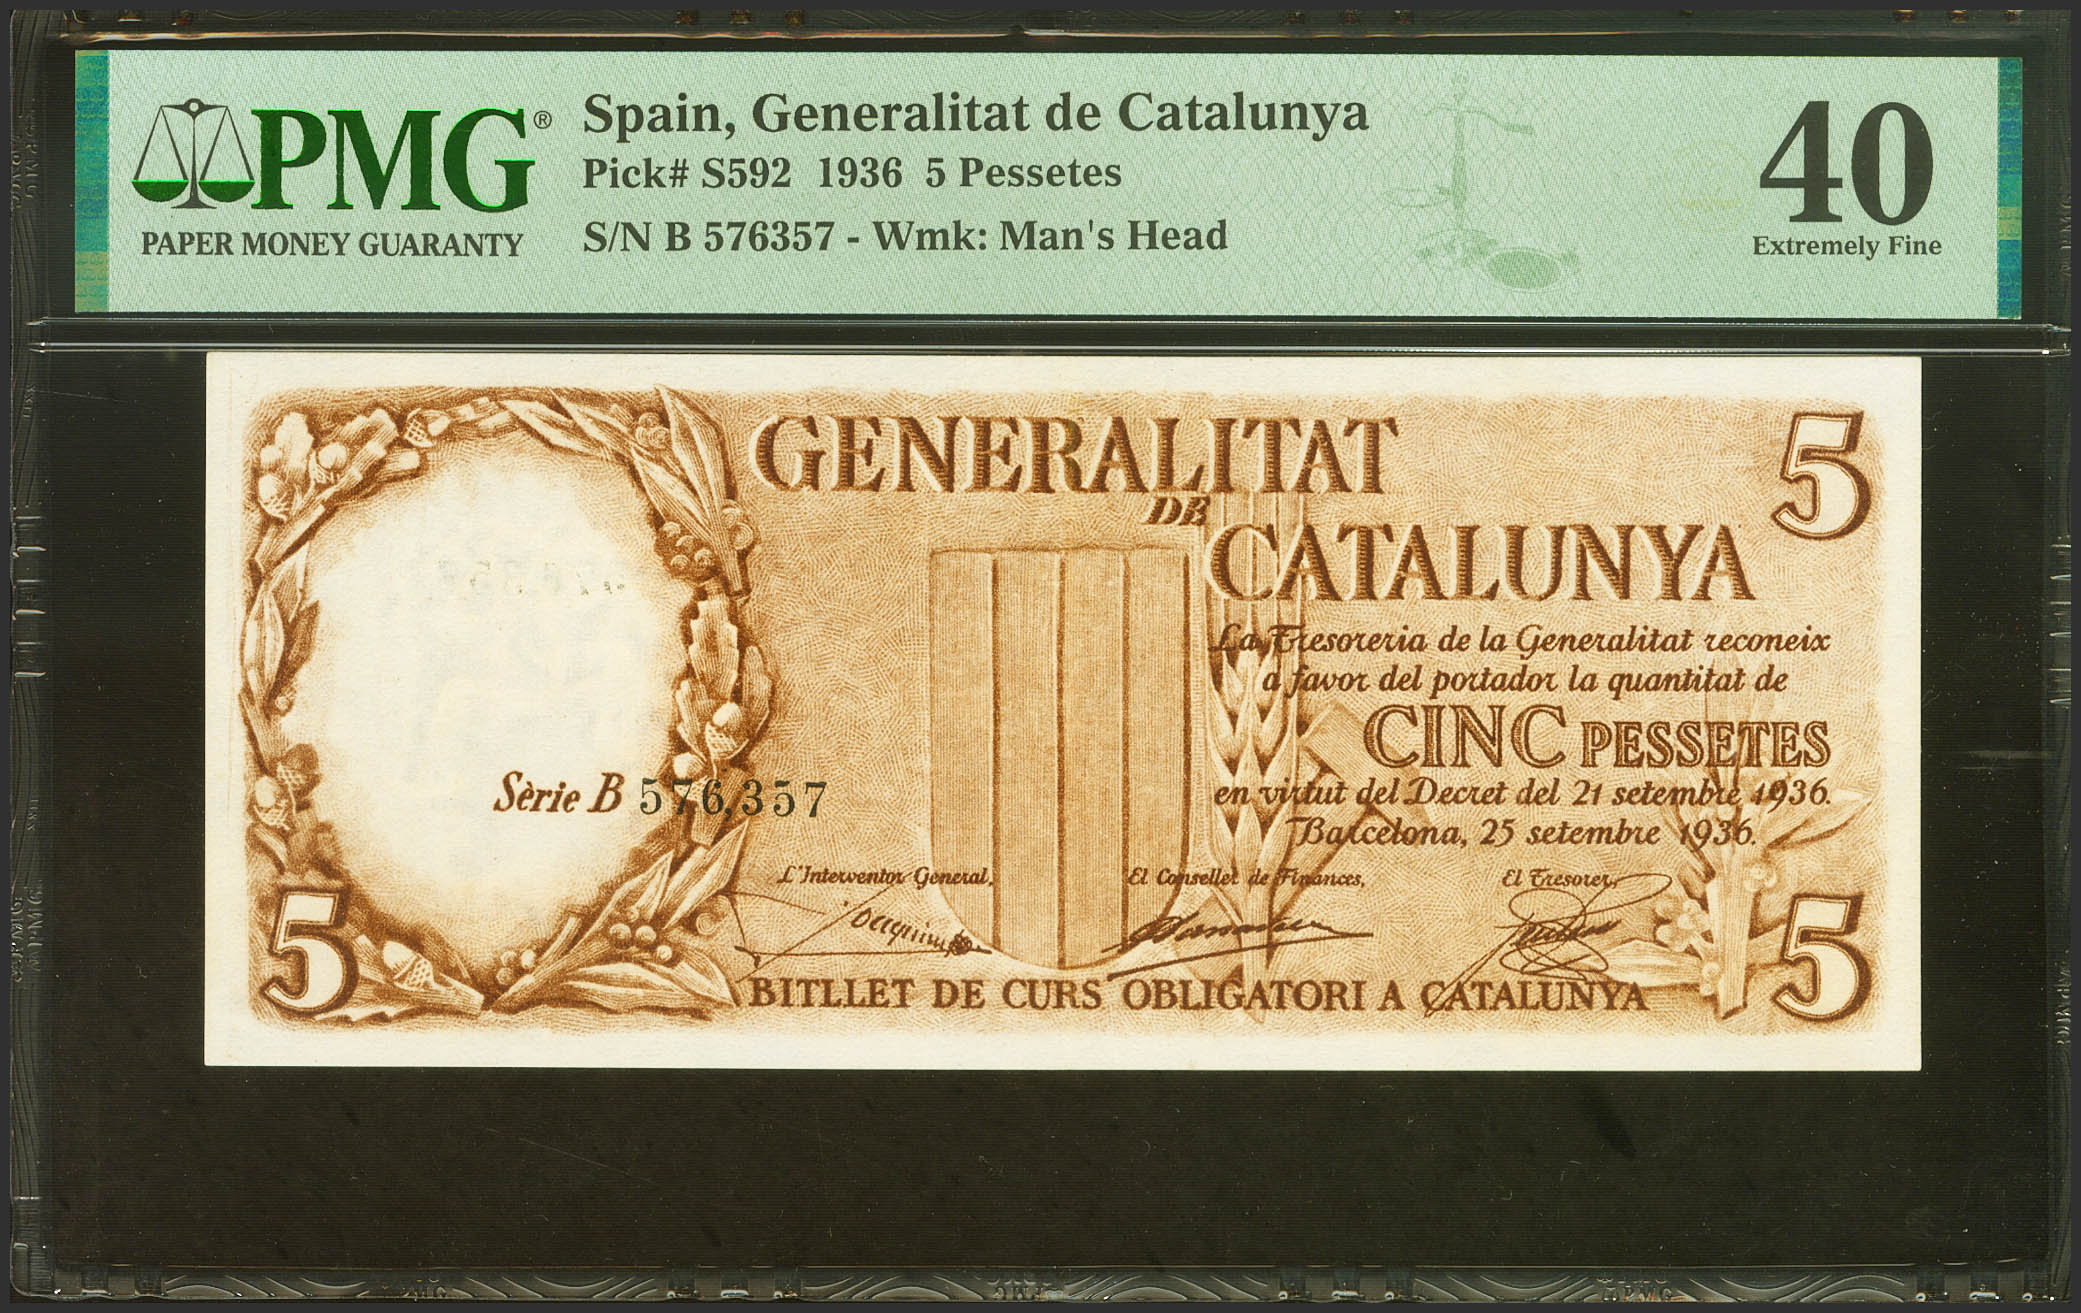 PMG®
PAPER MONEY GUARANTY
Spain, Generalitat de Catalunya
Pick# S592 1936 5 Pessetes
S/N B 576357 - Wmk: Man's Head
40
Extremely Fine
GENERALITAT
DE
CATALUNYA
5
La Tresoreria de la Generalitat reconeix
a favor del portador la quantitat de
CINC PESSETES
en virtut del Decret del 21 setembre 1936.
Barcelona, 25 setembre 1936.
Sèrie B 576,357
L'Interventor General, El Conseller de Finances, El Tresorer,
5
BITLLET DE CURS OBLIGATORI A CATALUNYA
5